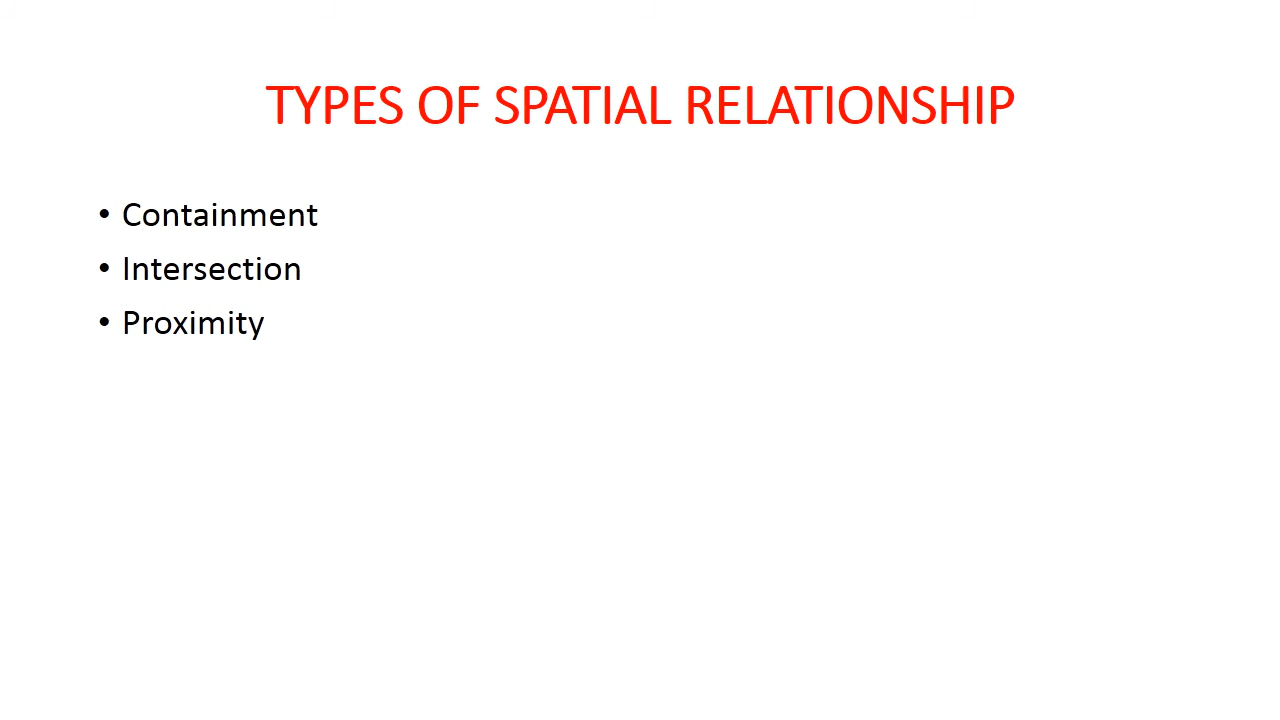 TYPES OF SPATIAL RELATIONSHIP
• Containment
• Intersection
• Proximity